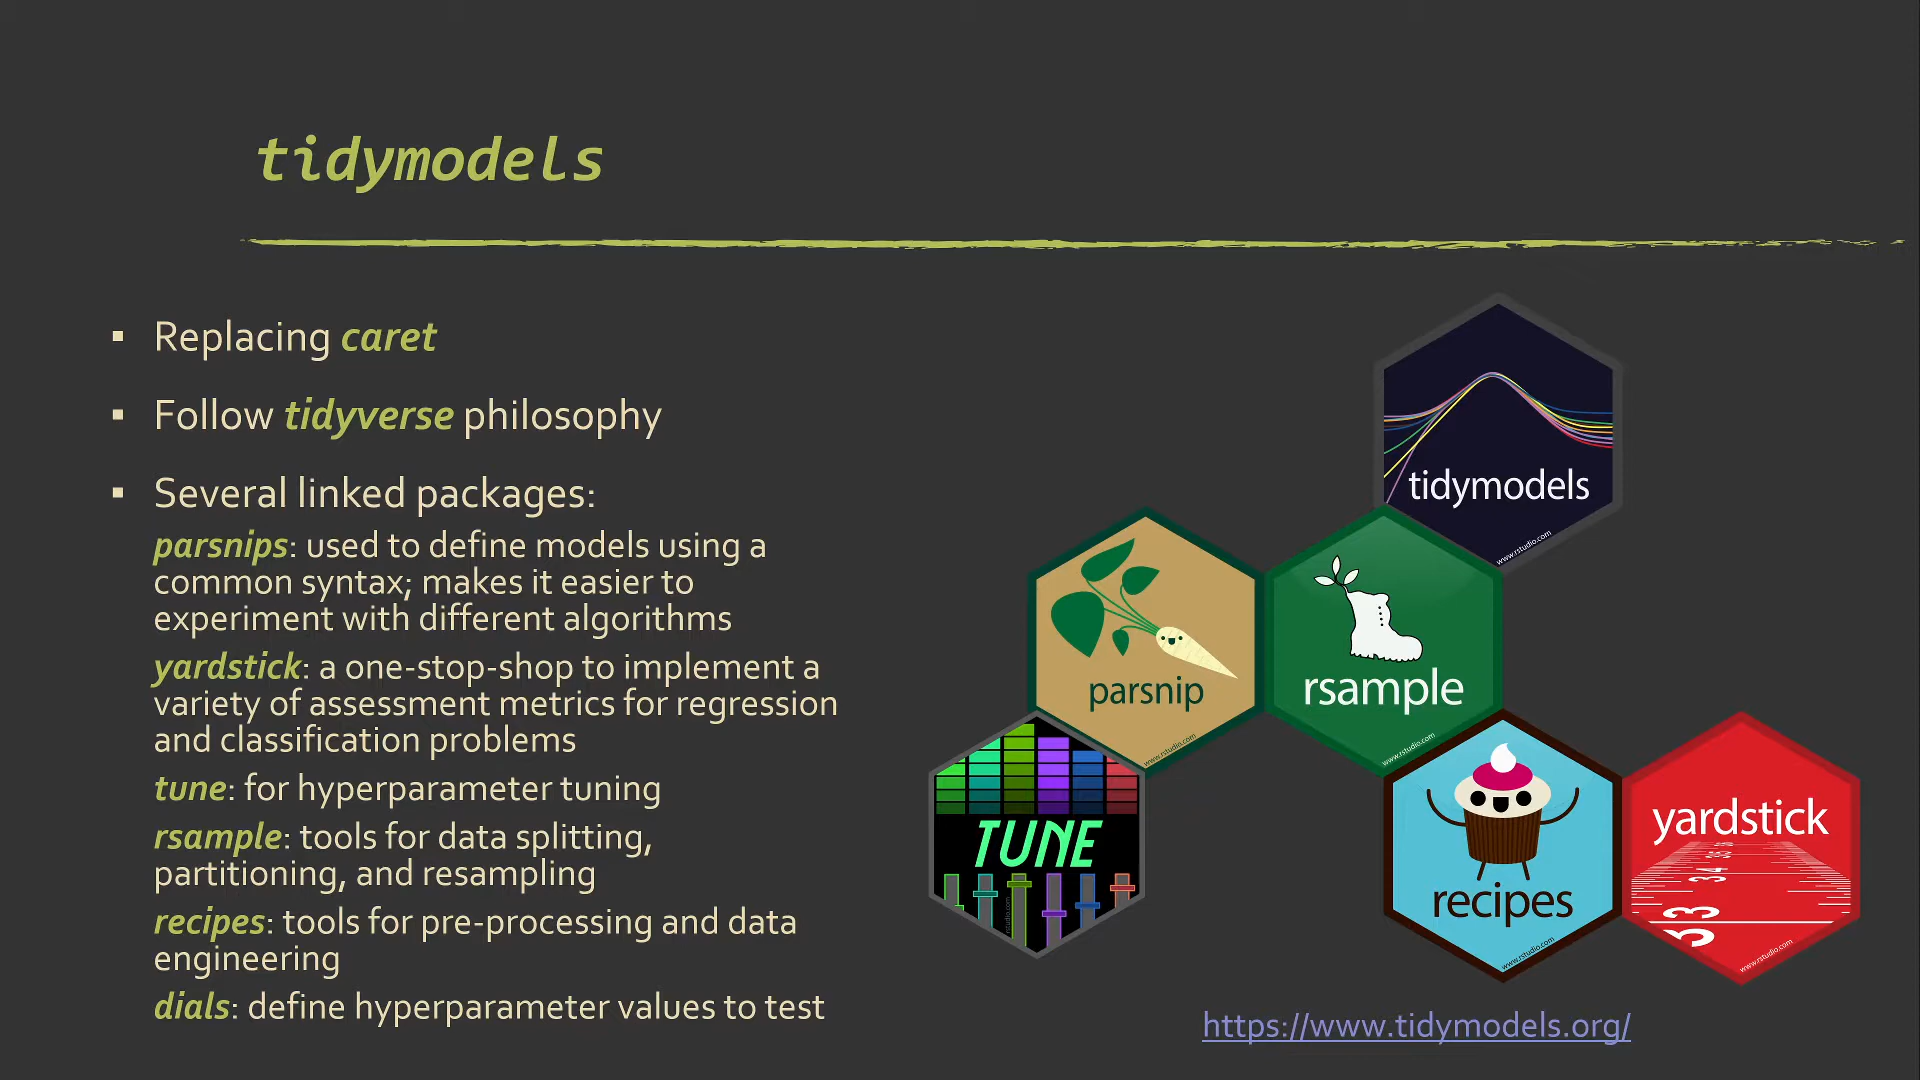 tidymodels
▪ Replacing caret
▪ Follow tidyverse philosophy
▪ Several linked packages:
parsnips: used to define models using a
common syntax; makes it easier to
experiment with different algorithms
yardstick: a one-stop-shop to implement a
variety of assessment metrics for regression
and classification problems
tune: for hyperparameter tuning
rsample: tools for data splitting,
partitioning, and resampling
recipes: tools for pre-processing and data
engineering
dials: define hyperparameter values to test
tidymodels
www.rstudio.com
parsnip
www.rstudio.com
rsample
www.rstudio.com
TUNE
recipes
www.rstudio.com
yardstick
34
33
www.rstudio.com
https://www.tidymodels.org/